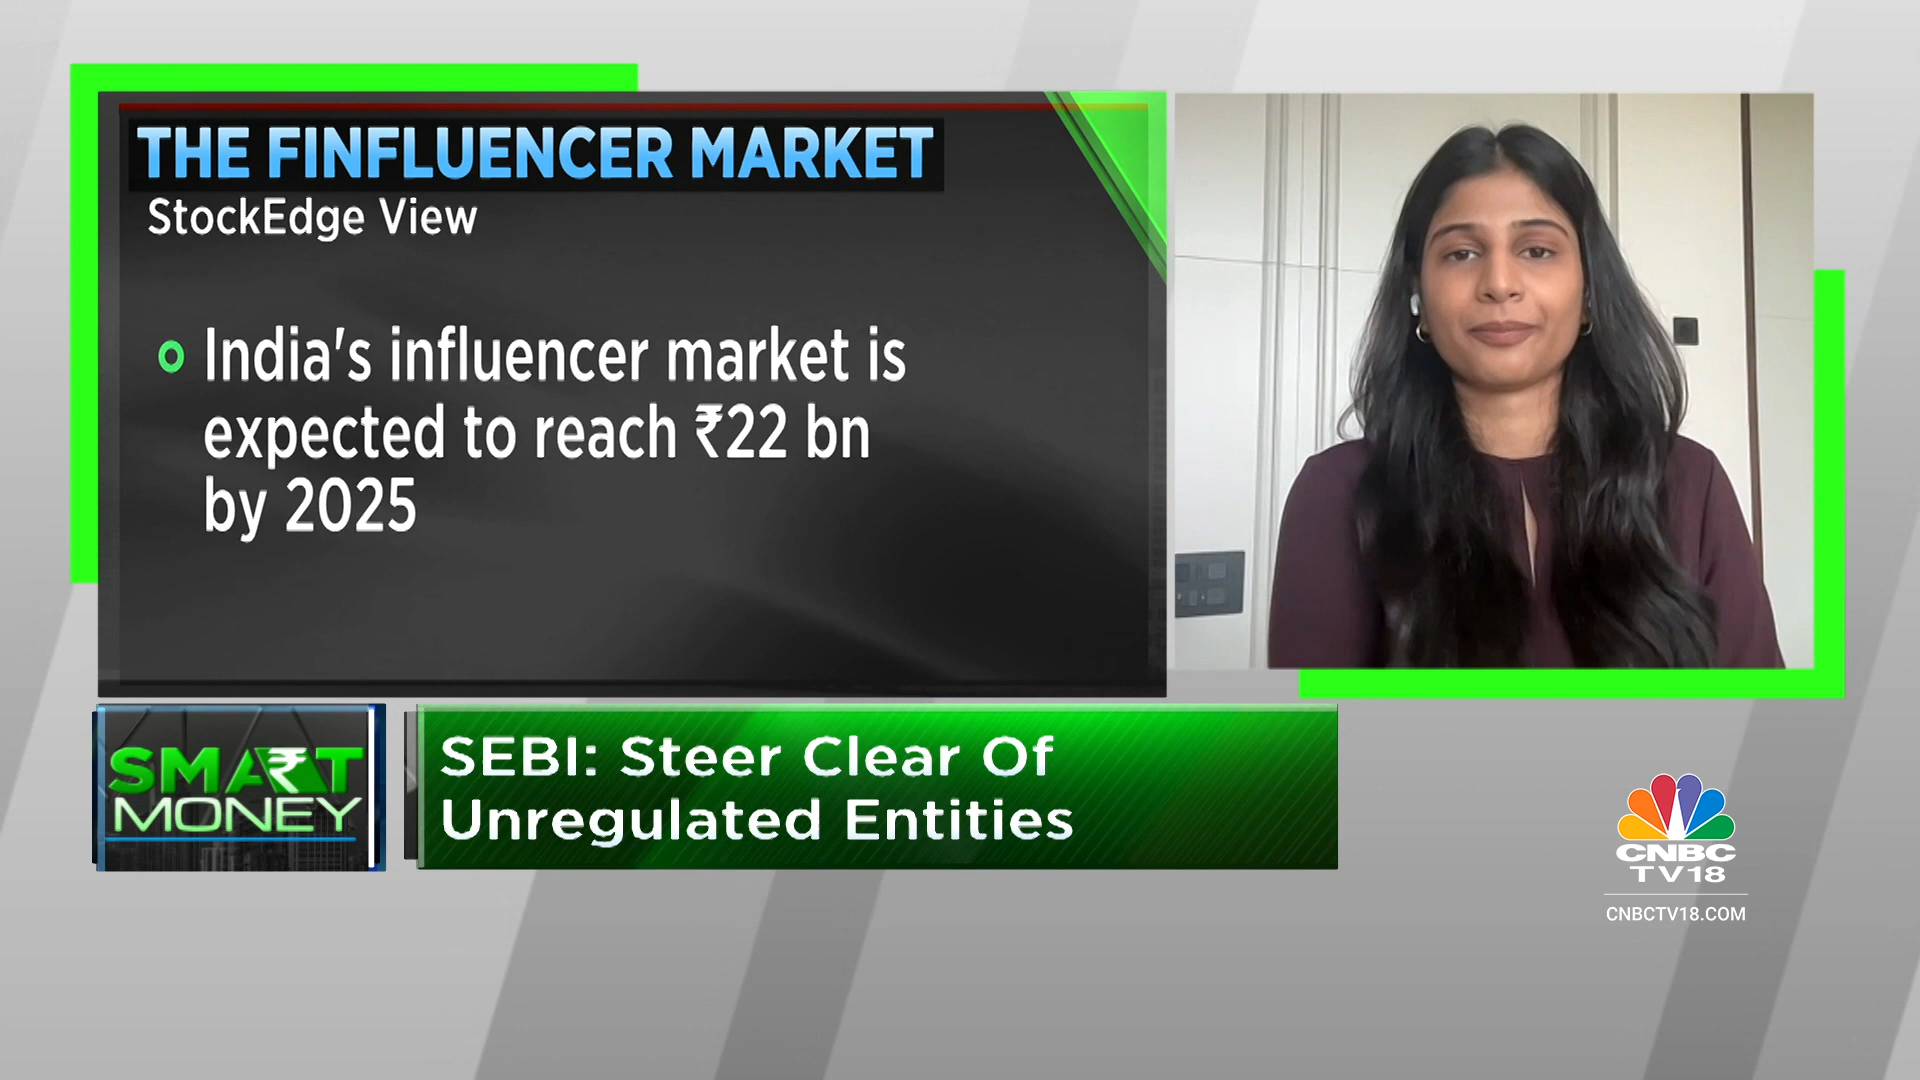 THE FINFLUENCER MARKET
StockEdge View
India's influencer market is
expected to reach ₹22 bn
by 2025
SMART
MONEY
SEBI: Steer Clear Of
Unregulated Entities
CNBC
TV18
CNBCTV18.COM